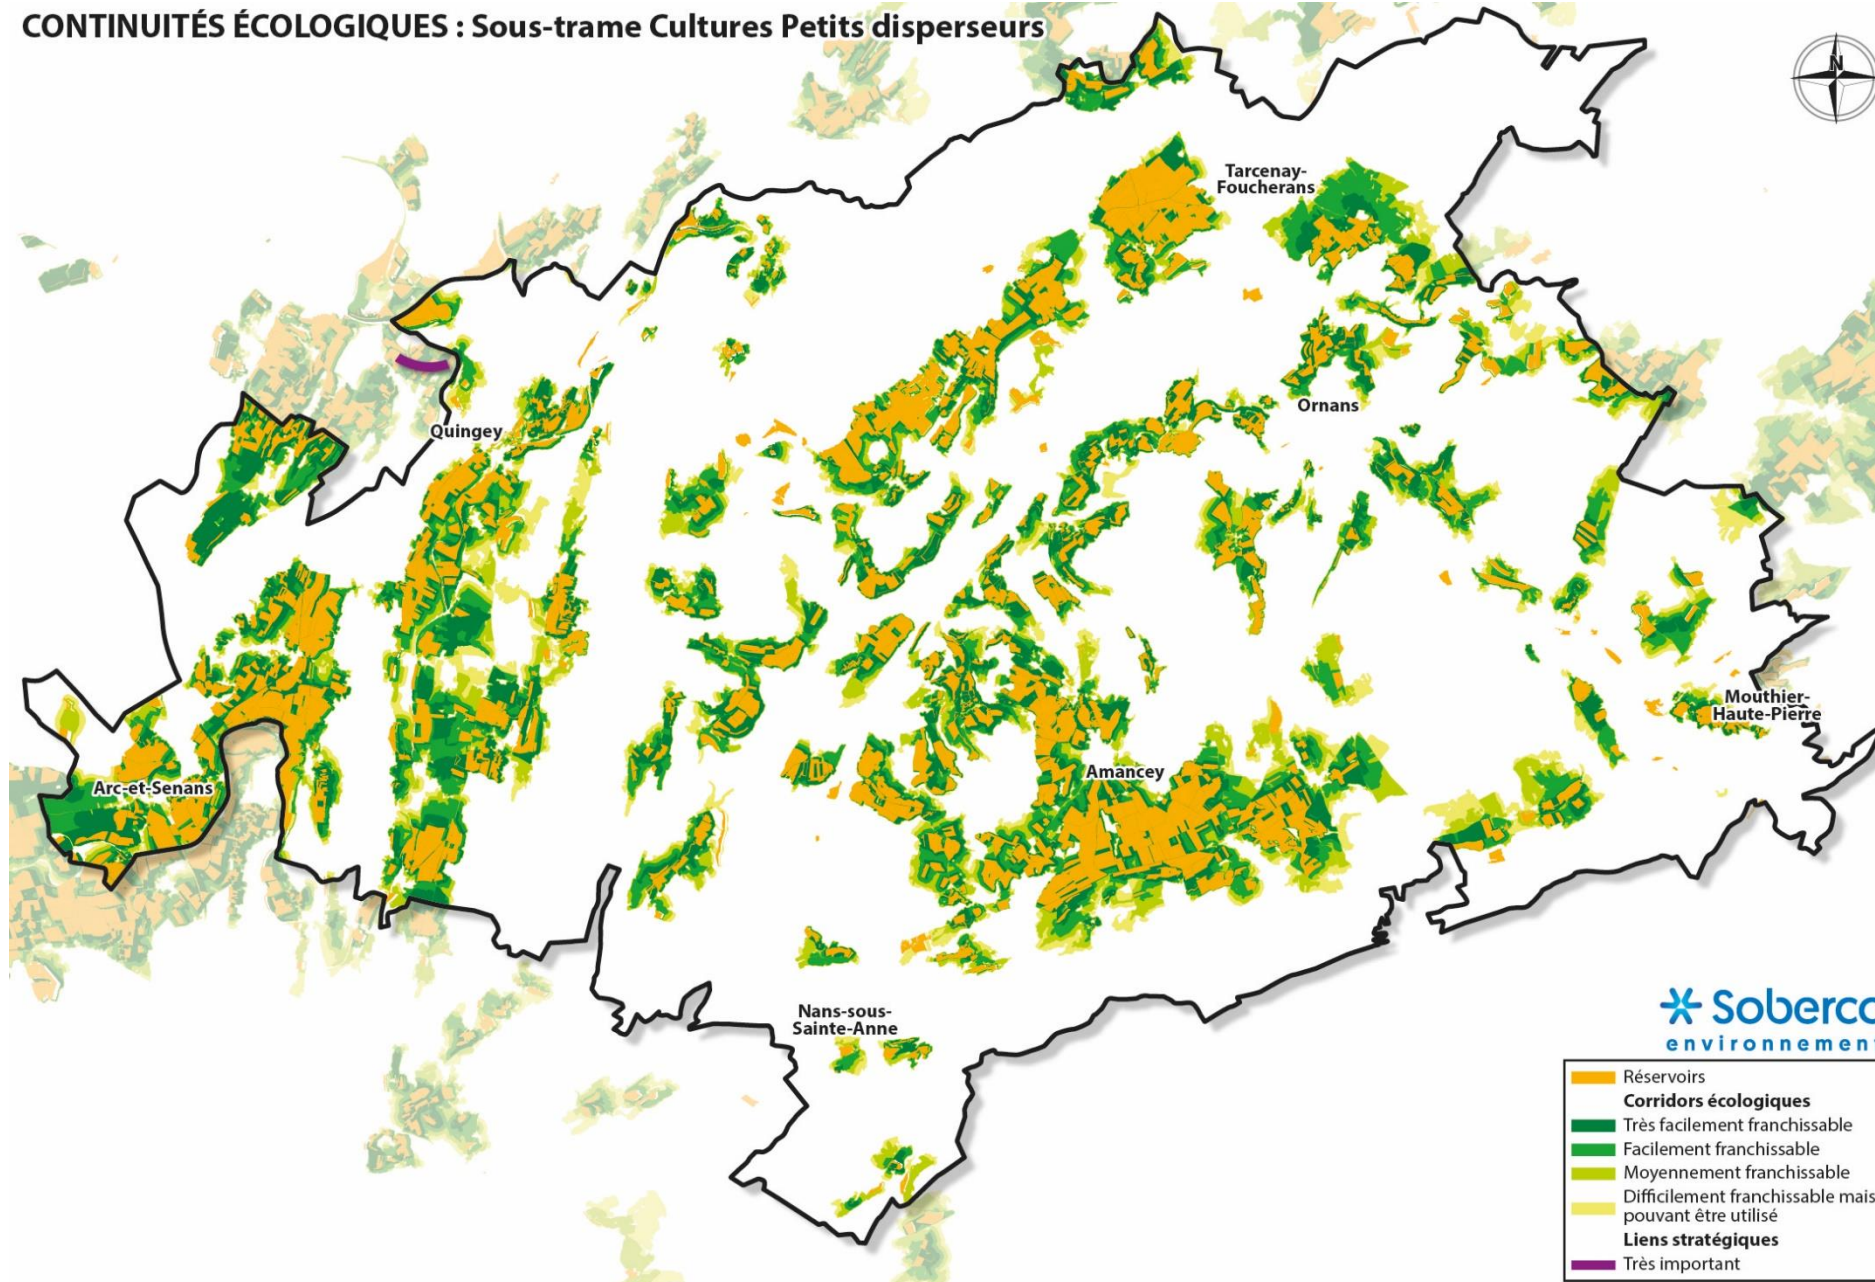 CONTINUITÉS ÉCOLOGIQUES : Sous-trame Cultures Petits disperseurs
N
Tarcenay-
Foucherans
Ornans
Quingey
Mouthier-
Haute-Pierre
Amancey
Arc-et-Senans
Nans-sous-
Sainte-Anne
Soberco
environnement
Réservoirs
Corridors écologiques
Très facilement franchissable
Facilement franchissable
Moyennement franchissable
Difficilement franchissable mais
pouvant être utilisé
Liens stratégiques
Très important